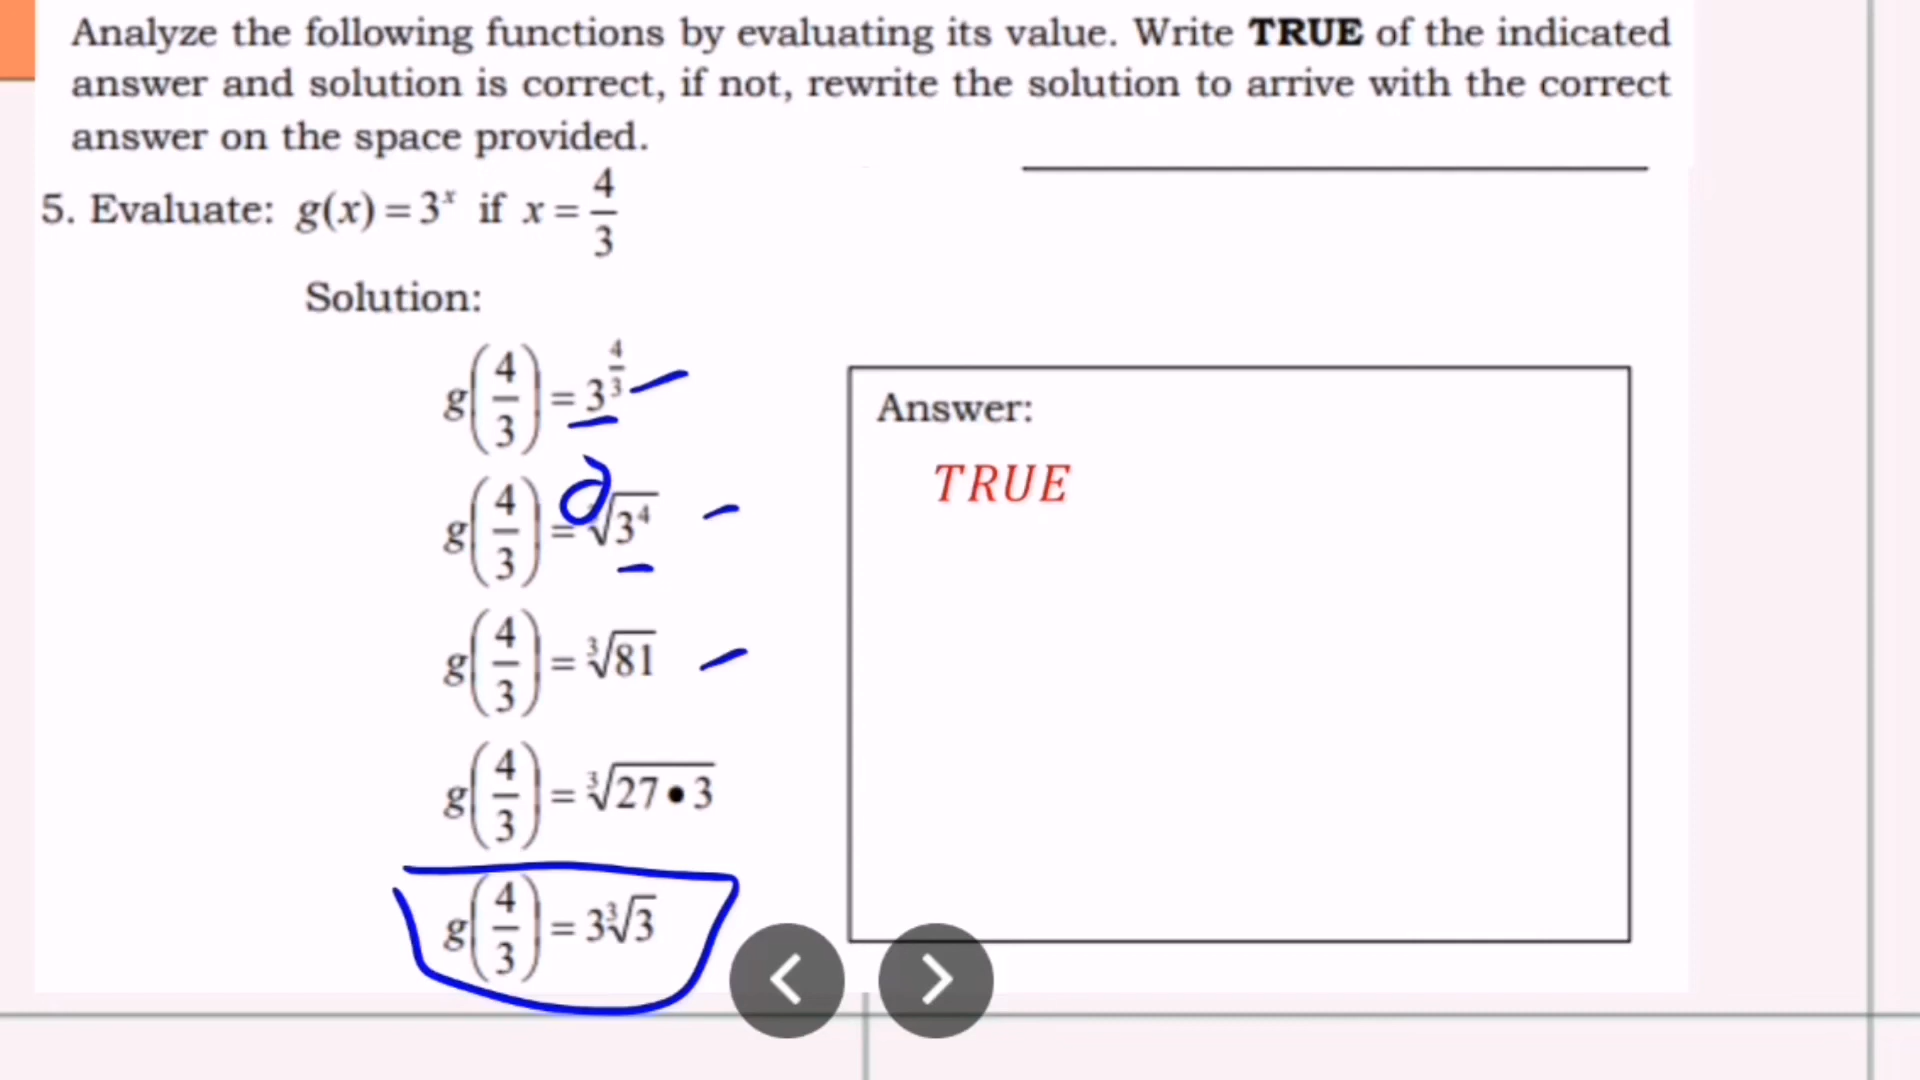 Analyze the following functions by evaluating its value. Write TRUE of the indicated
answer and solution is correct, if not, rewrite the solution to arrive with the correct
answer on the space provided.
5. Evaluate: g(x) = 3ˣ if x = 4/3
Solution:
g(4/3) = 3^(4/3)
g(4/3) = √3⁴
g(4/3) = ³√81
g(4/3) = ³√27•3
g(4/3) = 3³√3
Answer:
TRUE